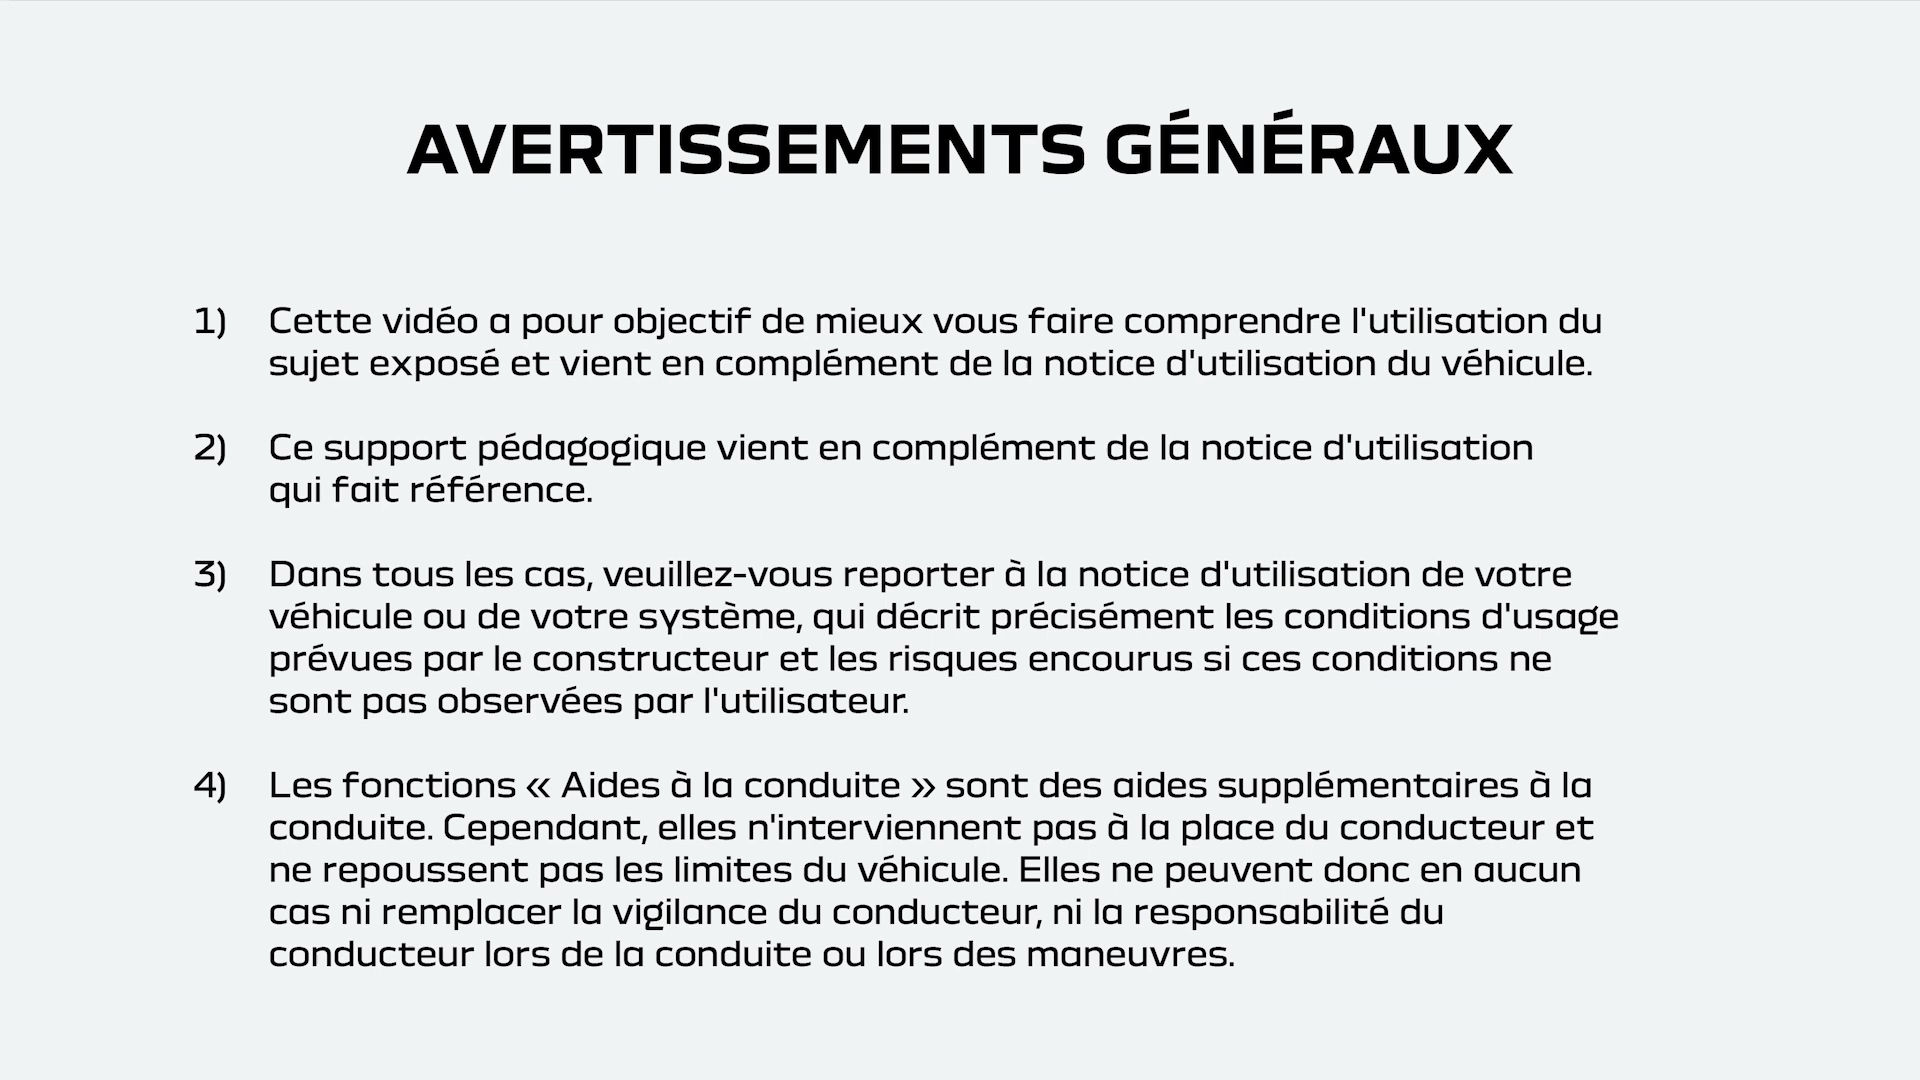 AVERTISSEMENTS GÉNÉRAUX
1) Cette vidéo a pour objectif de mieux vous faire comprendre l'utilisation du
sujet exposé et vient en complément de la notice d'utilisation du véhicule.
2) Ce support pédagogique vient en complément de la notice d'utilisation
qui fait référence.
3) Dans tous les cas, veuillez-vous reporter à la notice d'utilisation de votre
véhicule ou de votre système, qui décrit précisément les conditions d'usage
prévues par le constructeur et les risques encourus si ces conditions ne
sont pas observées par l'utilisateur.
4) Les fonctions « Aides à la conduite » sont des aides supplémentaires à la
conduite. Cependant, elles n'interviennent pas à la place du conducteur et
ne repoussent pas les limites du véhicule. Elles ne peuvent donc en aucun
cas ni remplacer la vigilance du conducteur, ni la responsabilité du
conducteur lors de la conduite ou lors des maneuvres.